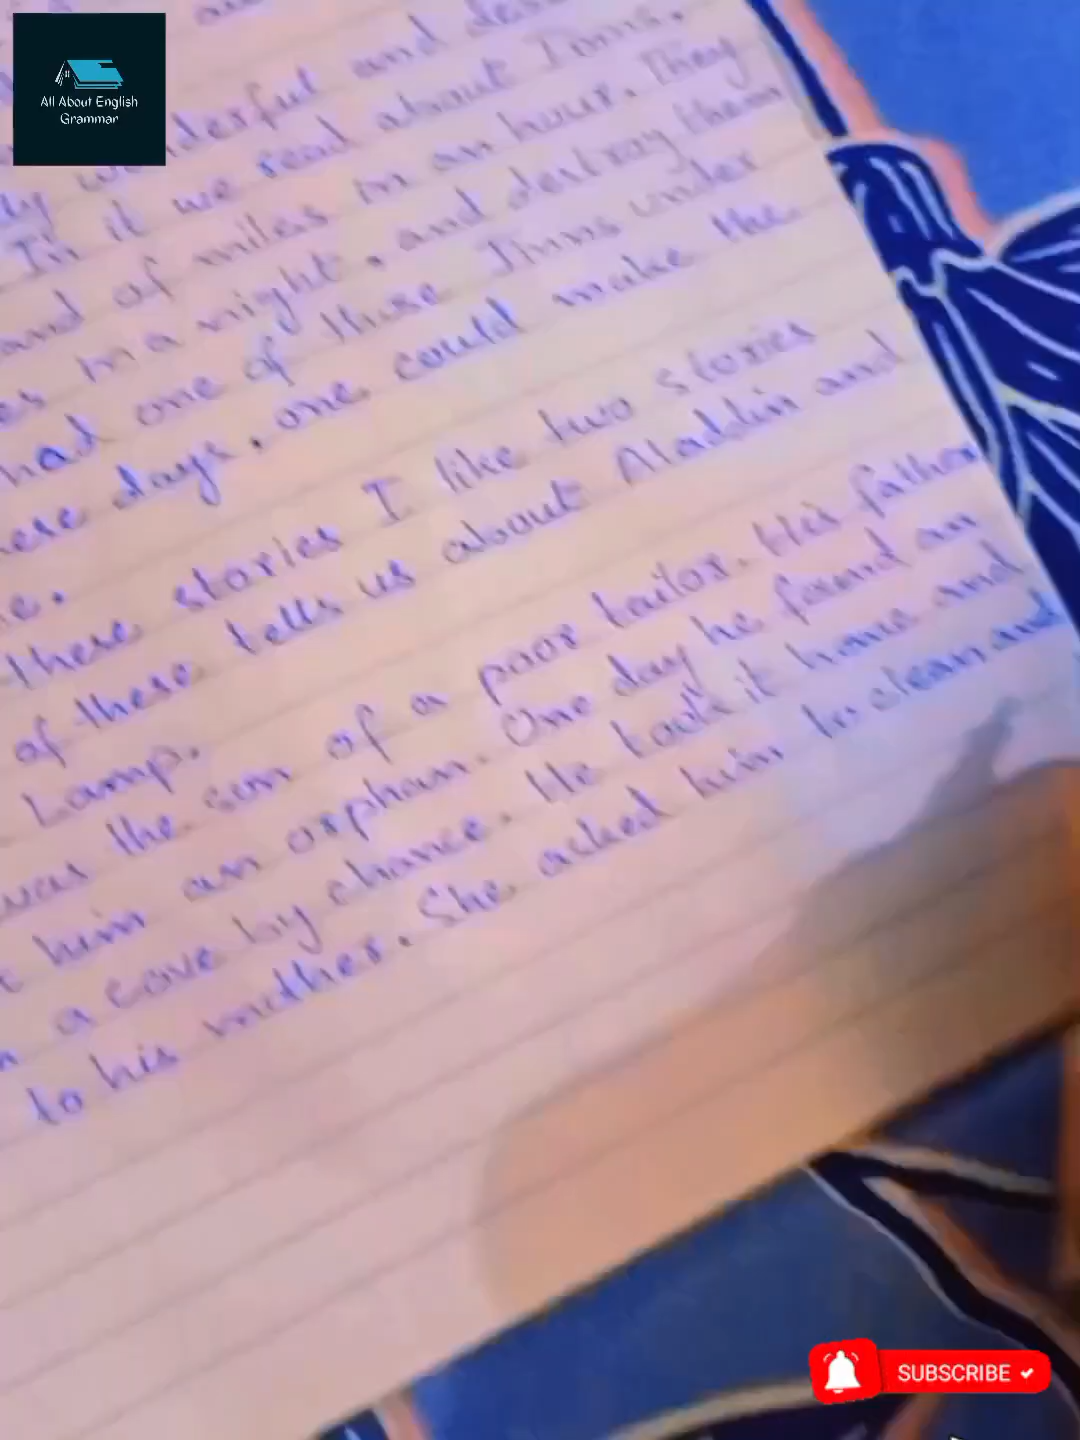 All About English
Grammar
and
In it we read about Jinns.
of miles in an hour. They
in a night, and destroy them
had one of these Jinns under
days, one could make the
these stories I like two stories
of these tells us about Aladdin and
Lamp.
was the son of a poor tailor. His father
him an orphan. One day he found an
a cave by chance. He took it home and
to his mother. She asked him to clean and
SUBSCRIBE